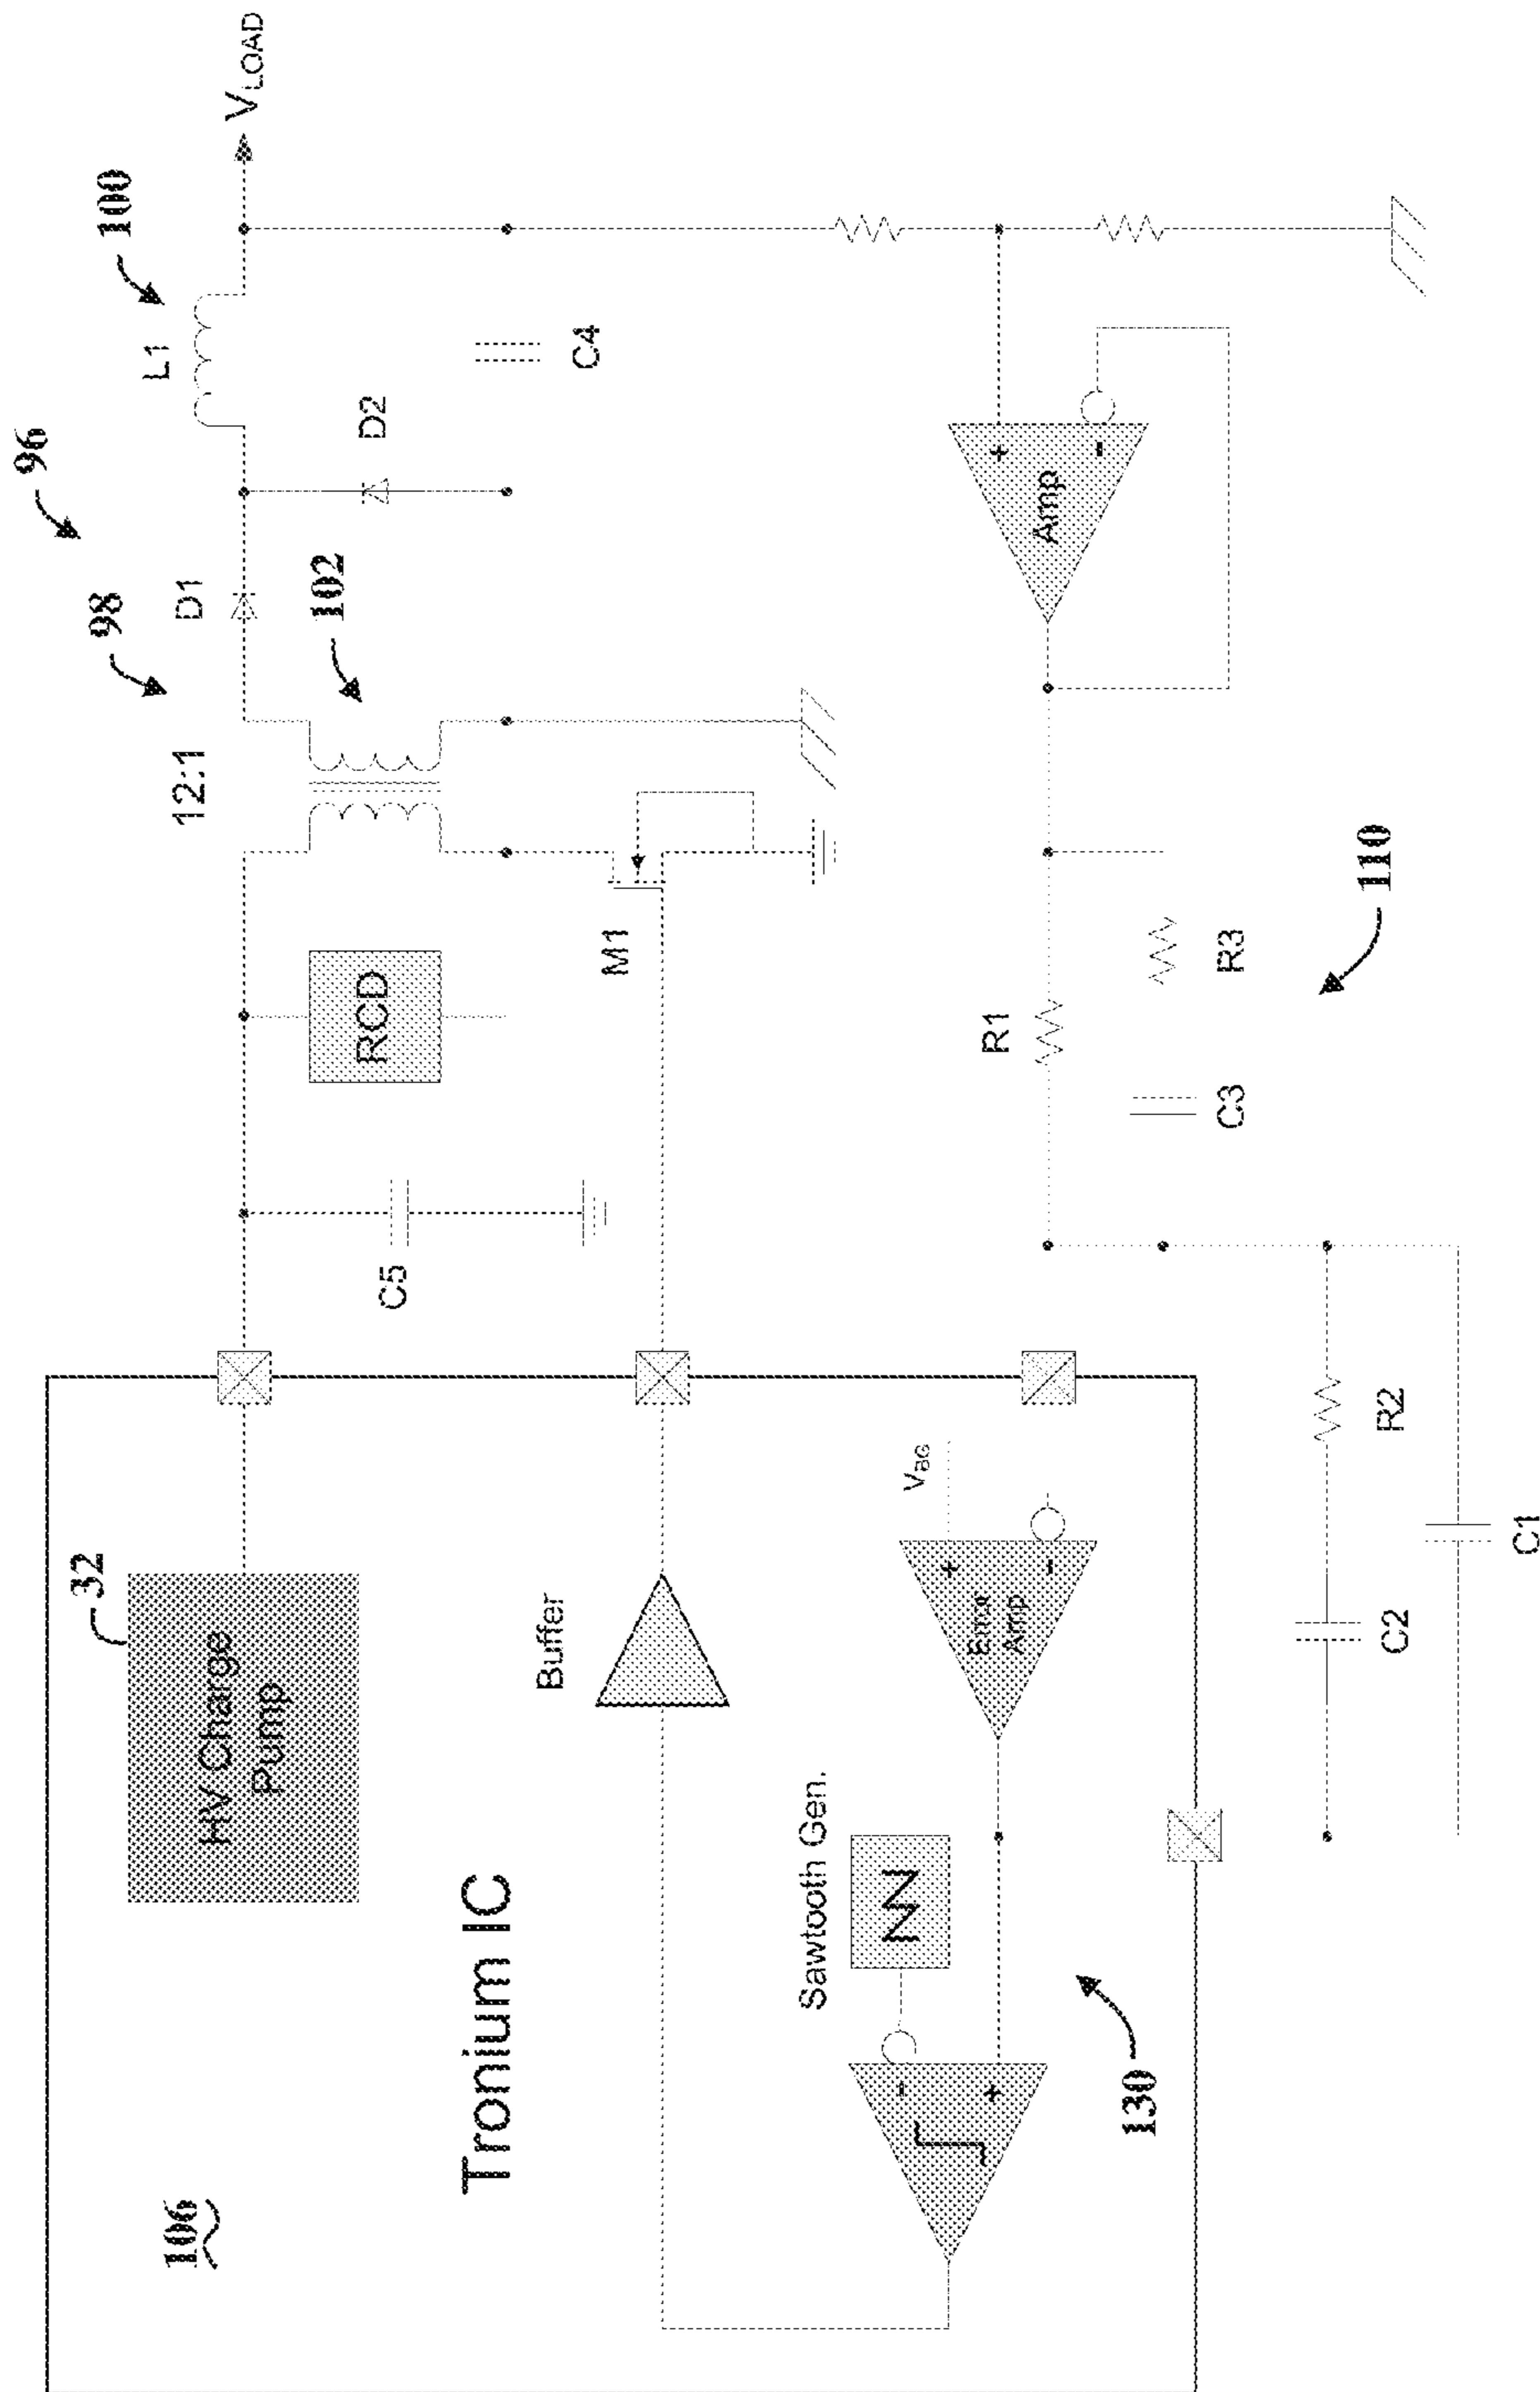 96
98
100
12:1
D1
L1
VLOAD
102
D2
C4
32
HV Charge
Pump
RCD
C5
M1
106
Tronium IC
Buffer
Sawtooth Gen.
VBG
+
-
Error
Amp
-
+
130
R1
C3
R3
110
Amp
+
-
R2
C2
C1